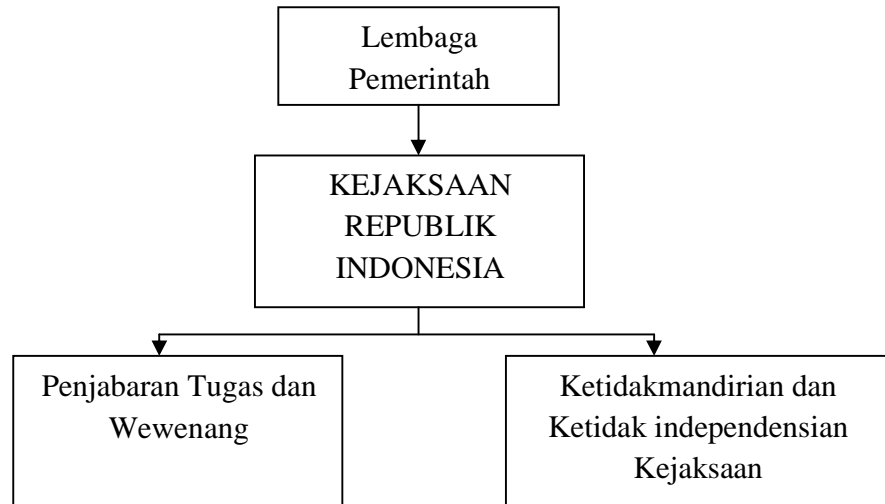 Lembaga
Pemerintah
KEJAKSAAN
REPUBLIK
INDONESIA
Penjabaran Tugas dan
Wewenang
Ketidakmandirian dan
Ketidak independensian
Kejaksaan